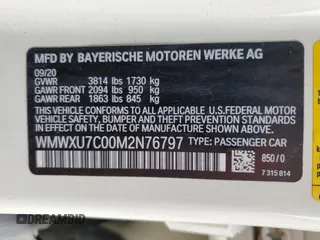 MFD BY BAYERISCHE MOTOREN WERKE AG
09/20
GVWR 3814 lbs 1730 kg
GAWR FRONT 2094 lbs 950 kg
GAWR REAR 1863 lbs 845 kg
THIS VEHICLE CONFORMS TO ALL APPLICABLE
U.S. FEDERAL MOTOR VEHICLE SAFETY,
BUMPER AND THEFT PREVENTION STANDARDS
IN EFFECT ON THE DATE OF MANUFACTURE
SHOWN ABOVE.
WMWXU7C00M2N76797 TYPE: PASSENGER CAR
850/0
7 315 814
DREAMBID